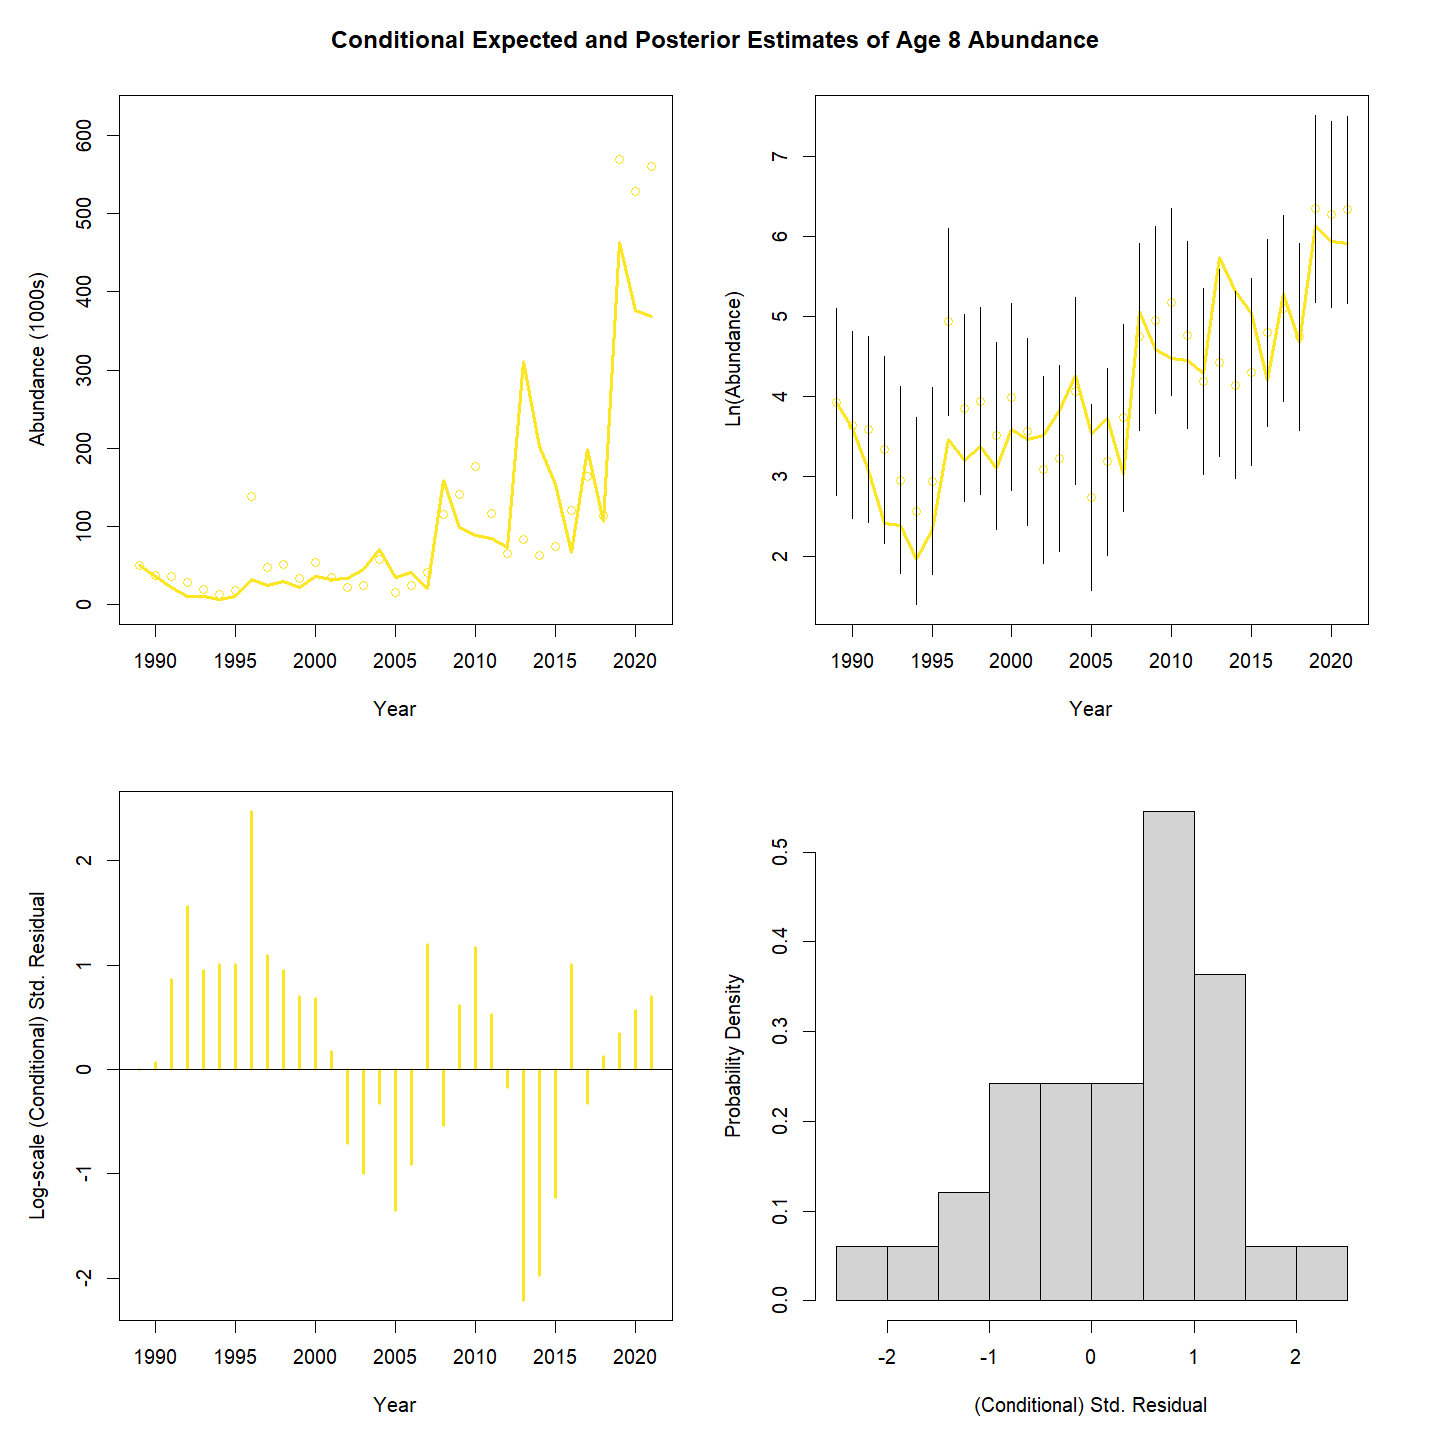 Conditional Expected and Posterior Estimates of Age 8 Abundance
Abundance (1000s)
600
500
400
300
200
100
0
1990 1995 2000 2005 2010 2015 2020
Year
Ln(Abundance)
7
6
5
4
3
2
1990 1995 2000 2005 2010 2015 2020
Year
Log-scale (Conditional) Std. Residual
2
1
0
-1
-2
1990 1995 2000 2005 2010 2015 2020
Year
Probability Density
0.5
0.4
0.3
0.2
0.1
0.0
-2 -1 0 1 2
(Conditional) Std. Residual